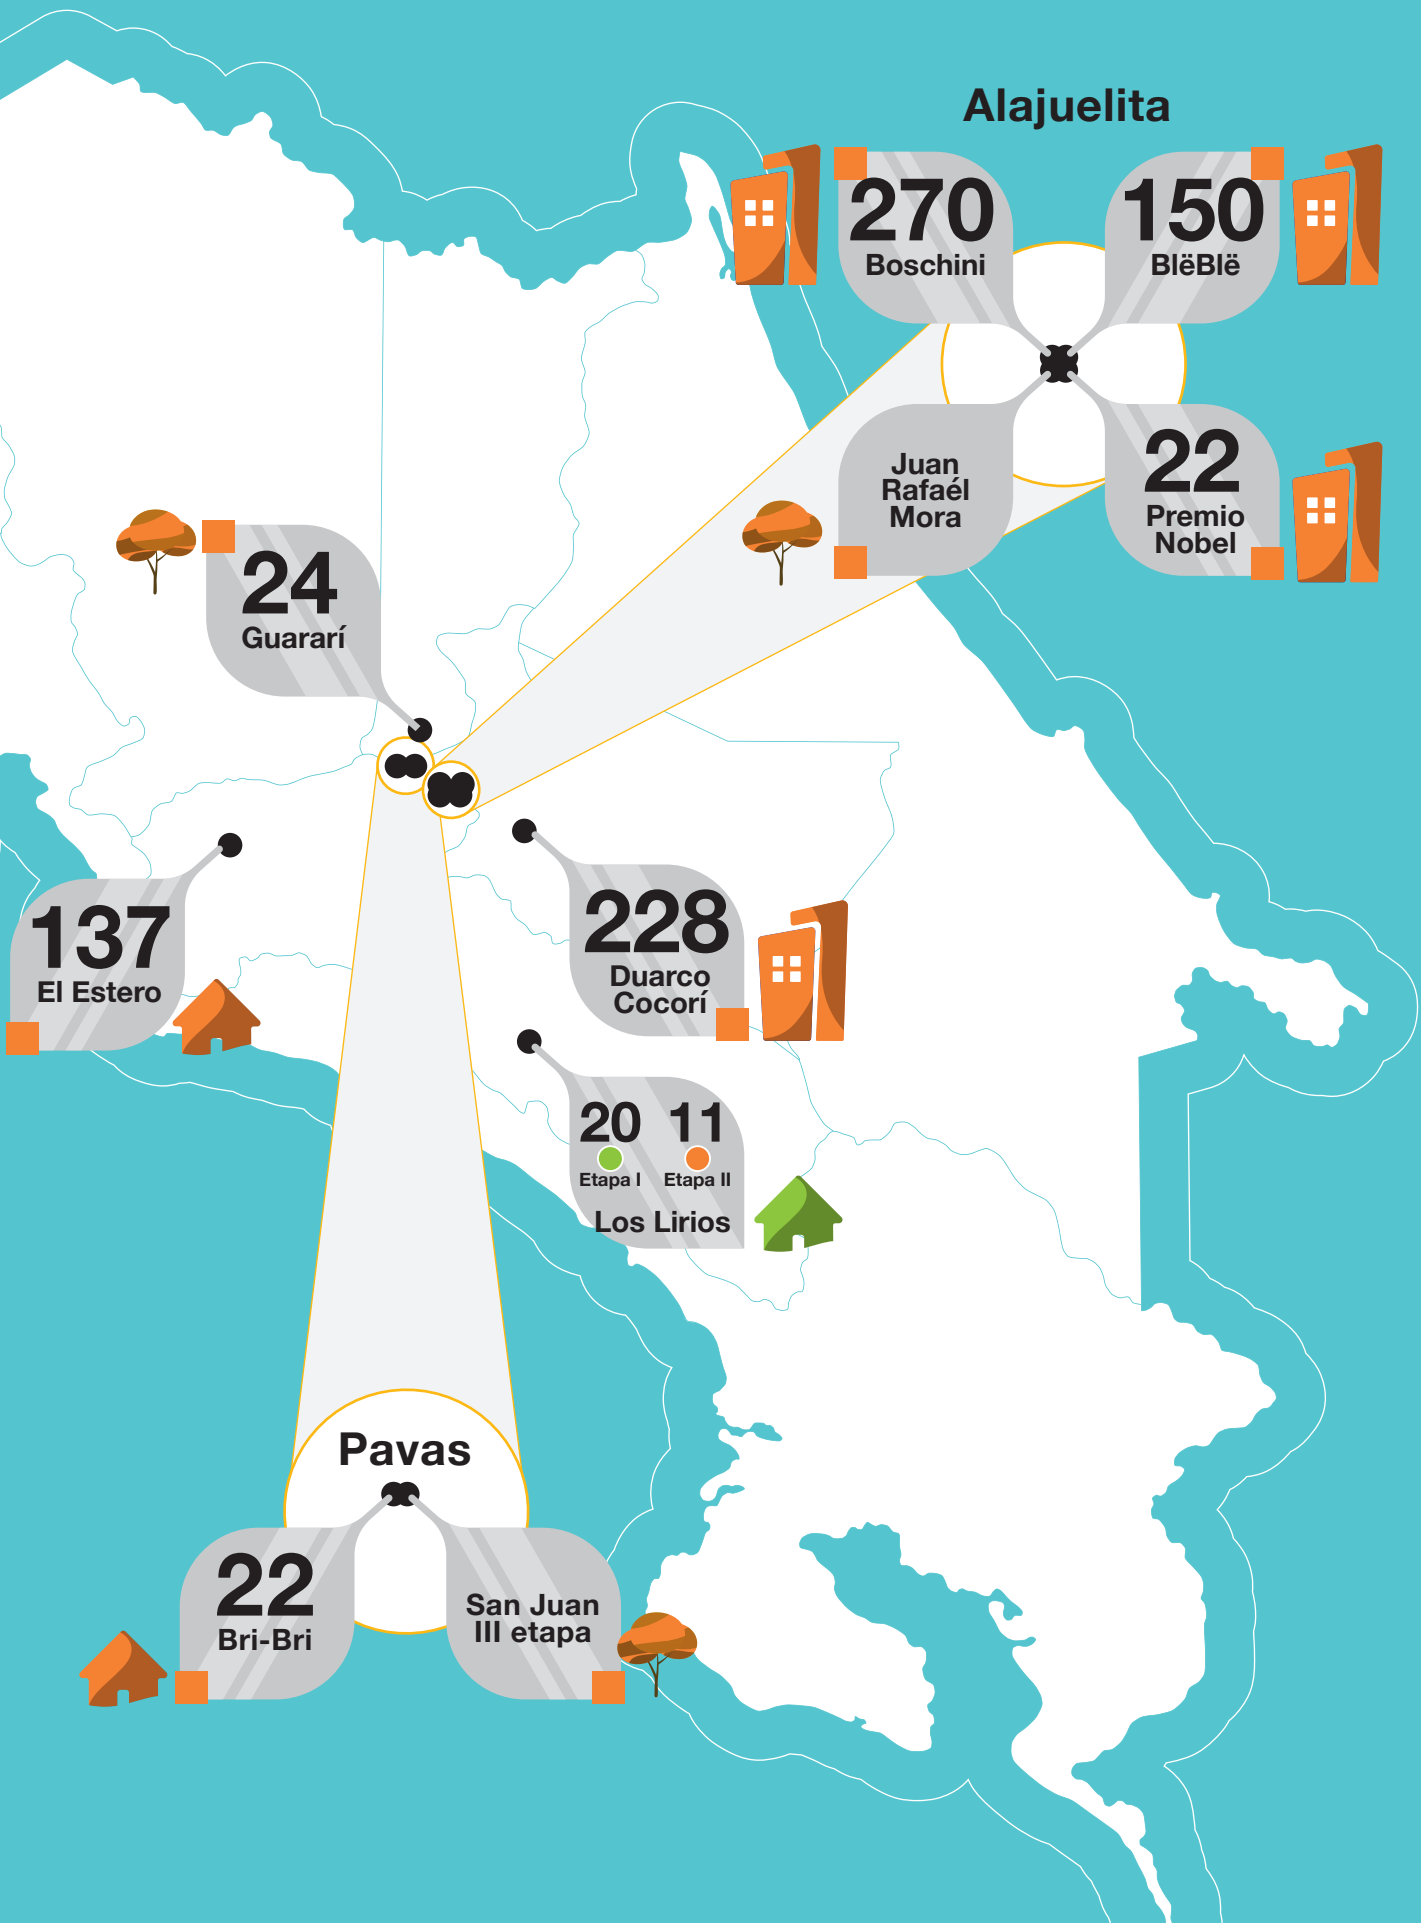 Alajuelita
270
Boschini
150
BlëBlë
Juan
Rafaél
Mora
22
Premio
Nobel
24
Guararí
137
El Estero
228
Duarco
Cocorí
20 11
Etapa I Etapa II
Los Lirios
Pavas
22
Bri-Bri
San Juan
III etapa